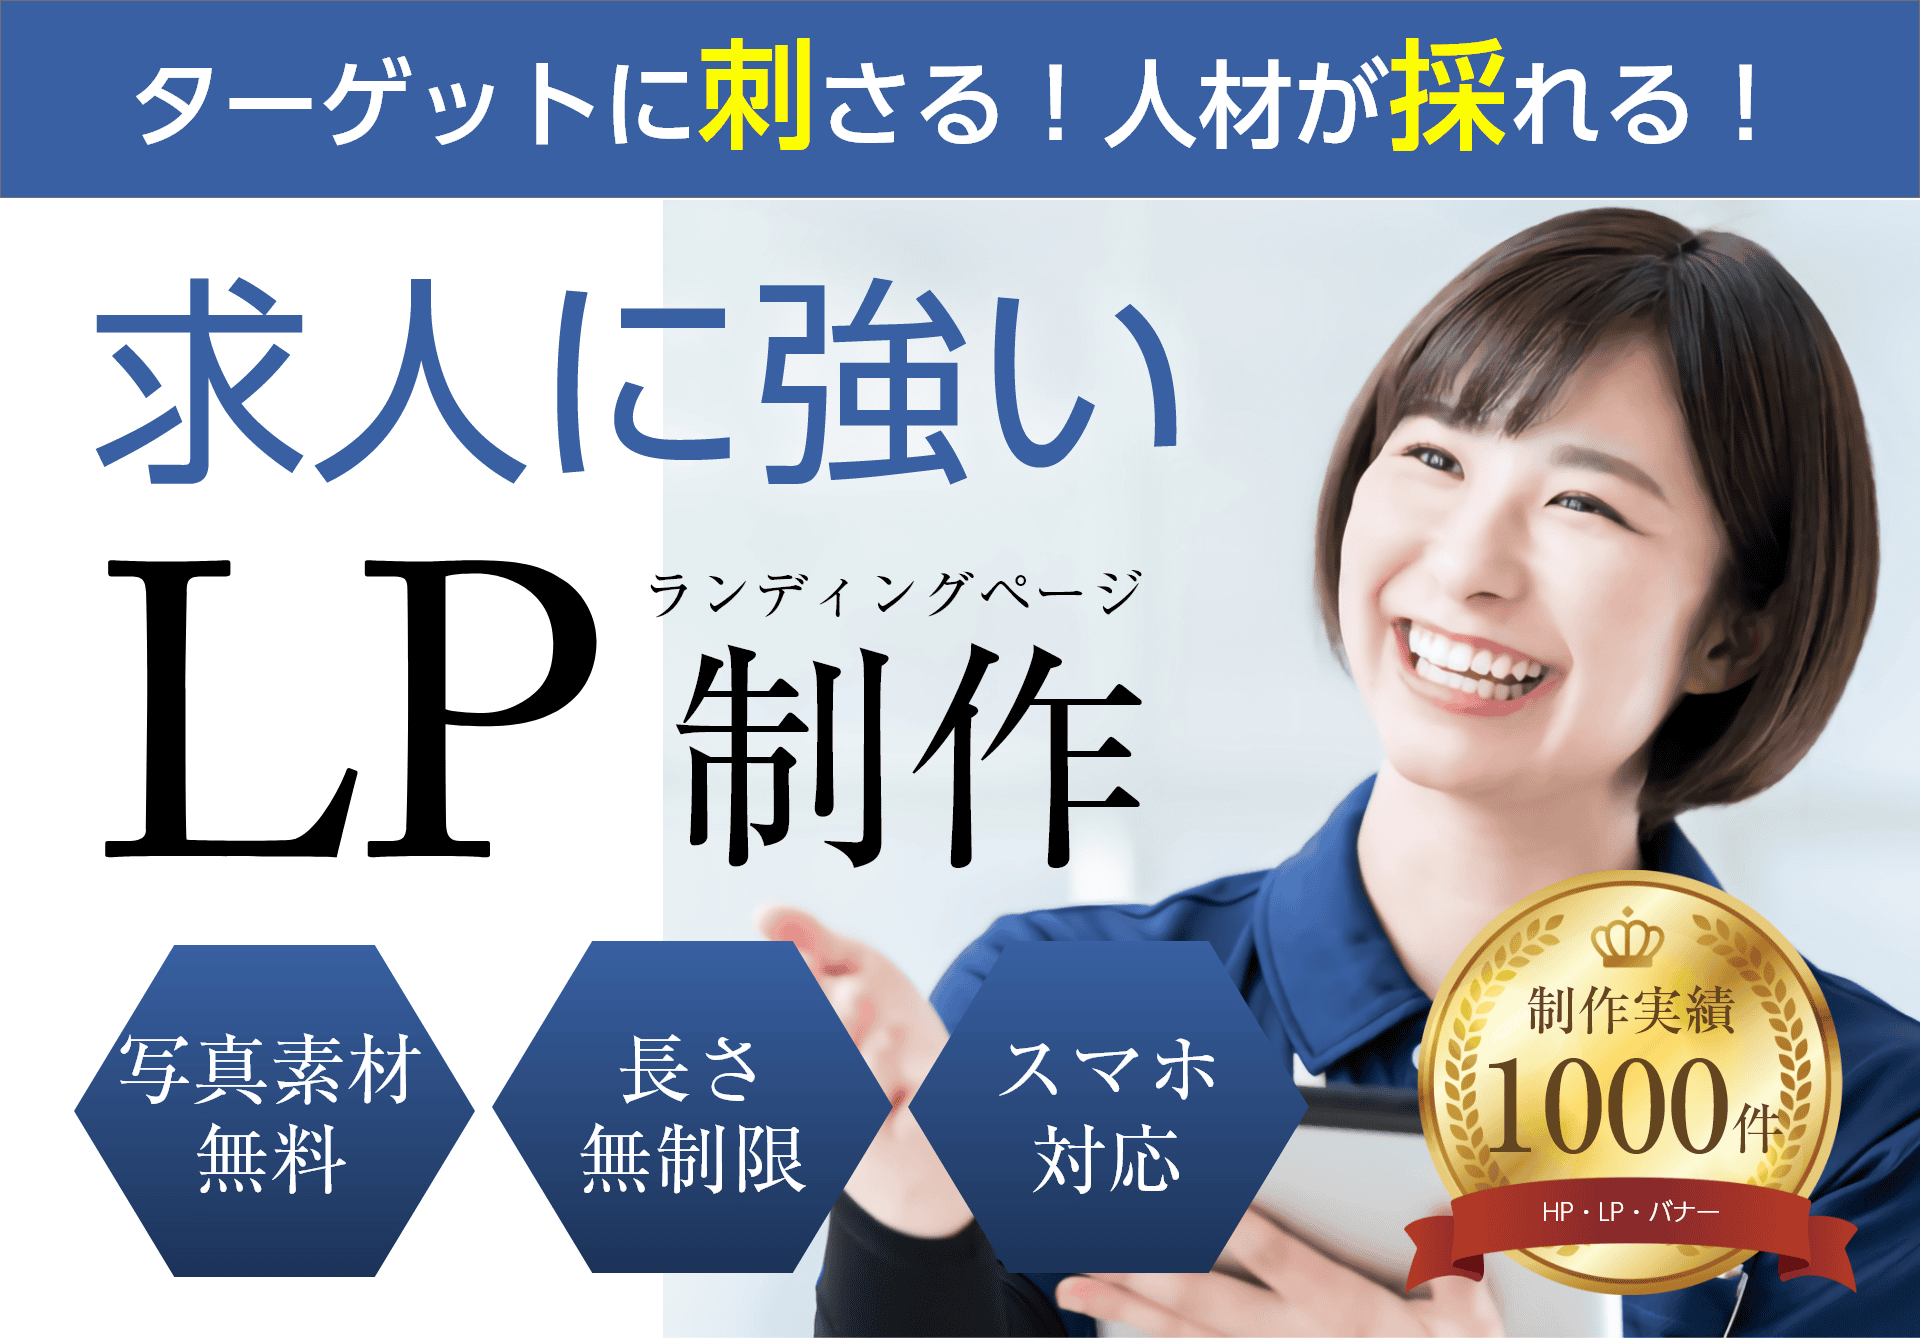 ターゲットに刺さる！人材が採れる！
求人に強い
LP
ランディングページ
制作
写真素材
無料
長さ
無制限
スマホ
対応
制作実績
1000件
HP・LP・バナー